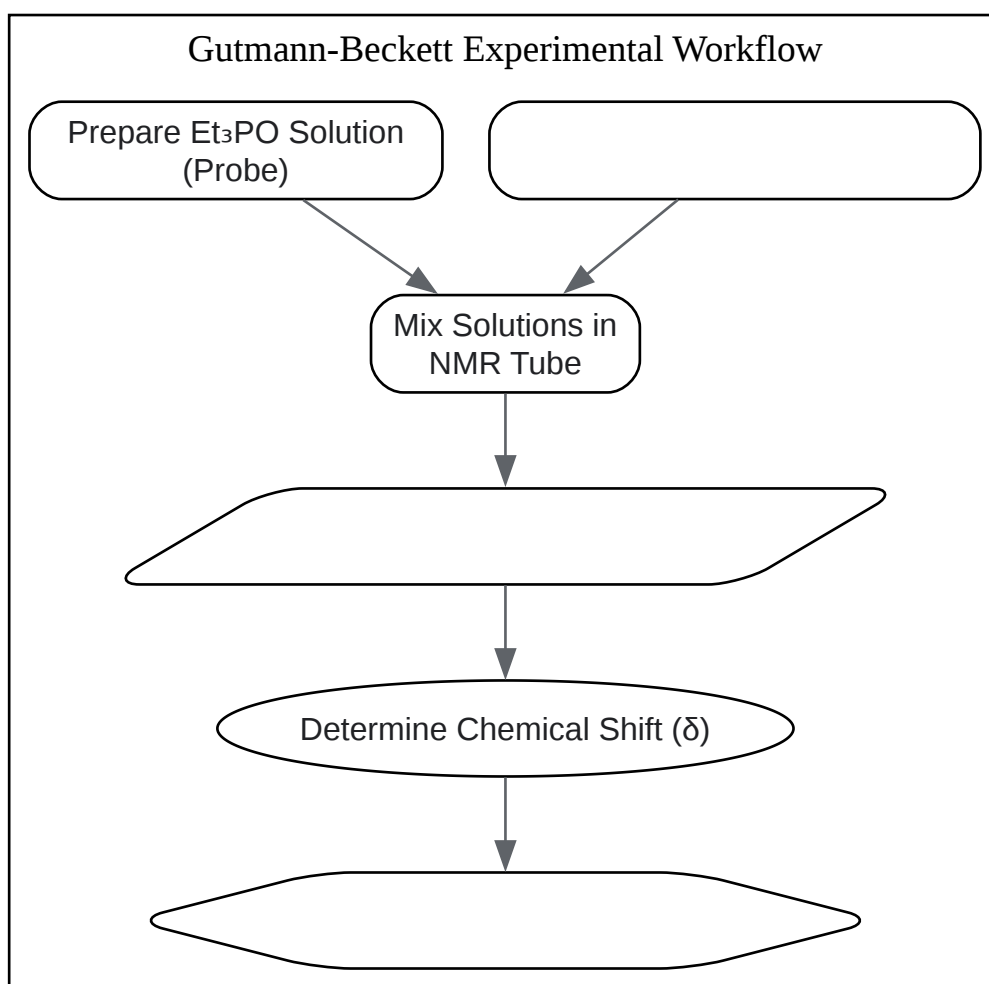 Gutmann-Beckett Experimental Workflow
Prepare Et₃PO Solution
(Probe)
Mix Solutions in
NMR Tube
Determine Chemical Shift (δ)